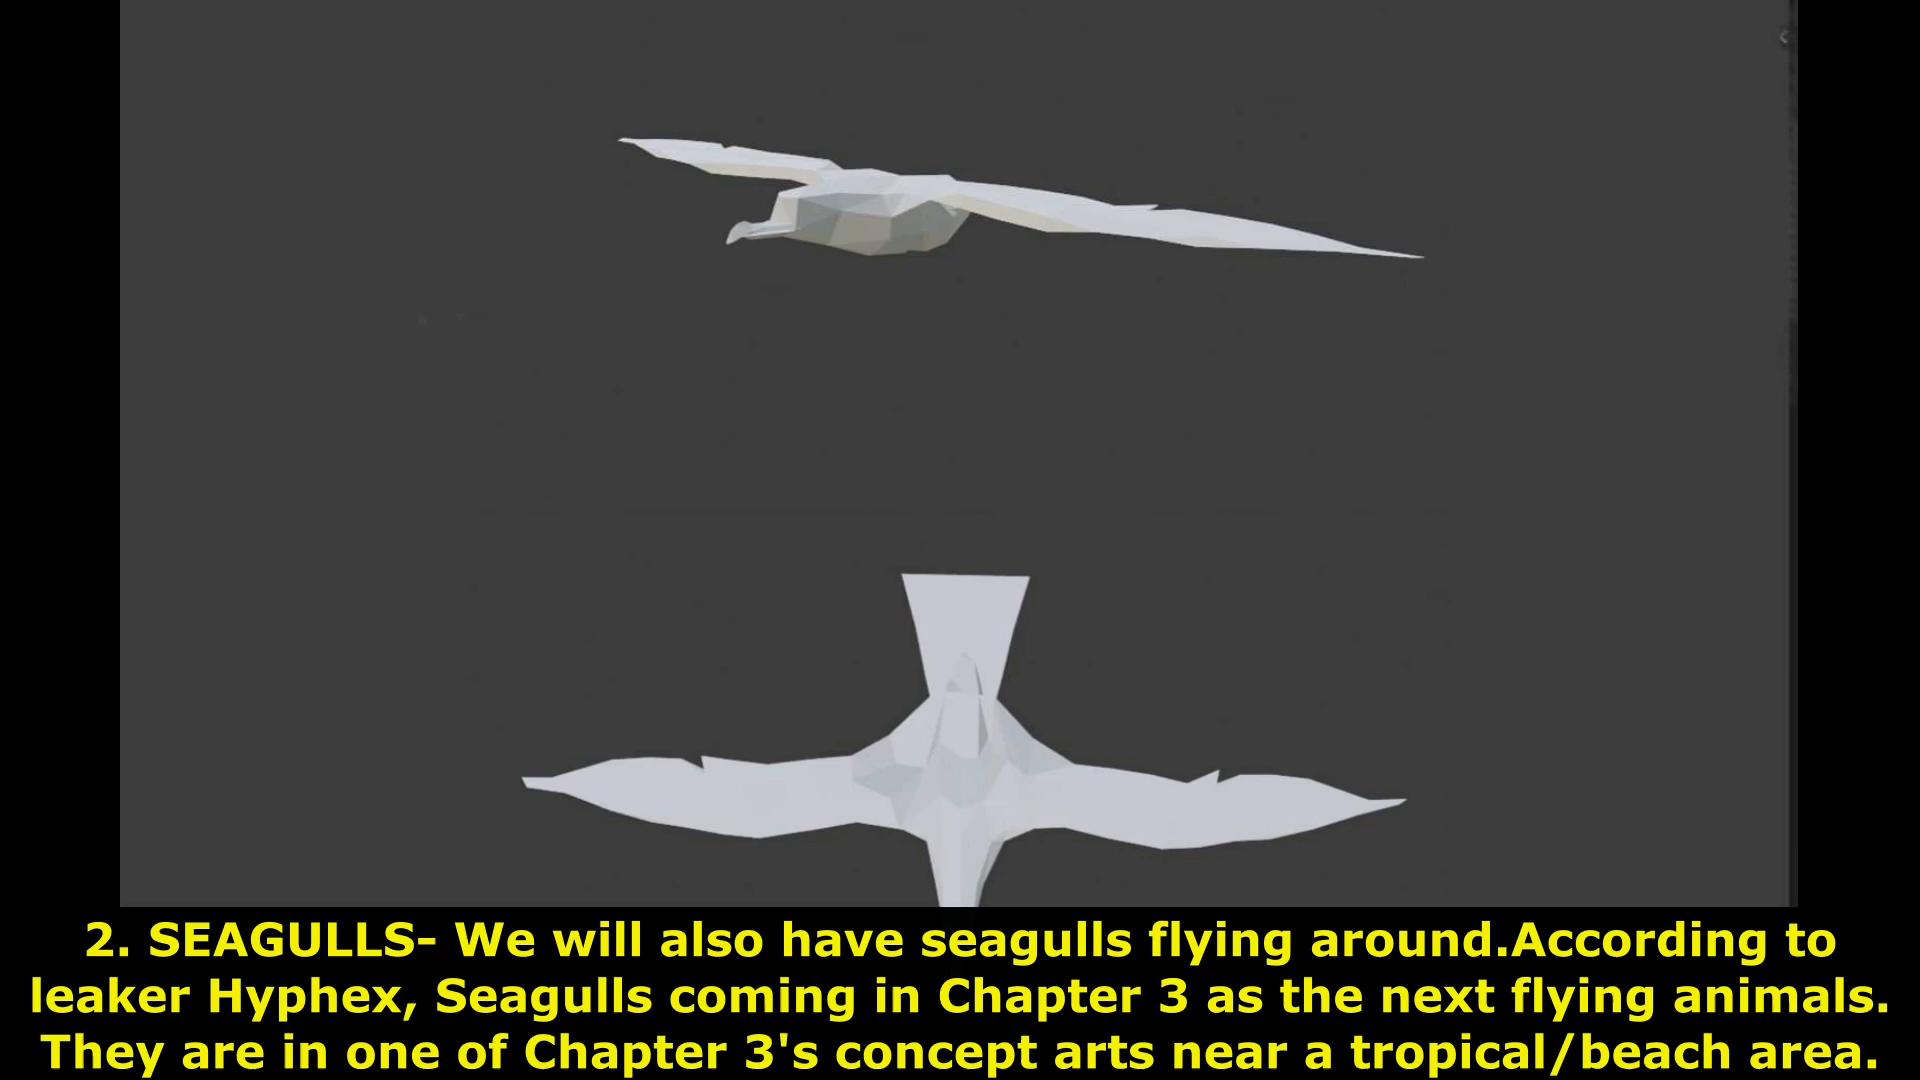 2. SEAGULLS- We will also have seagulls flying around.According to
leaker Hyphex, Seagulls coming in Chapter 3 as the next flying animals.
They are in one of Chapter 3's concept arts near a tropical/beach area.